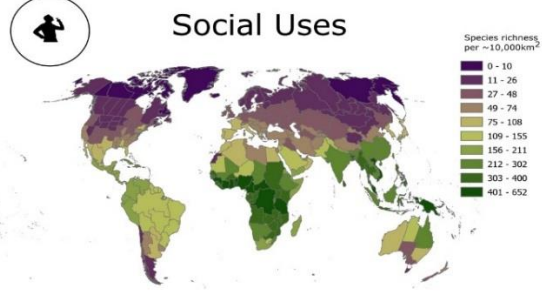 Social Uses
Species richness
per ~10,000km²
0 - 10
11 - 26
27 - 48
49 - 74
75 - 108
109 - 155
156 - 211
212 - 302
303 - 400
401 - 652